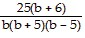 25(b + 6)
b(b + 5)(b − 5)